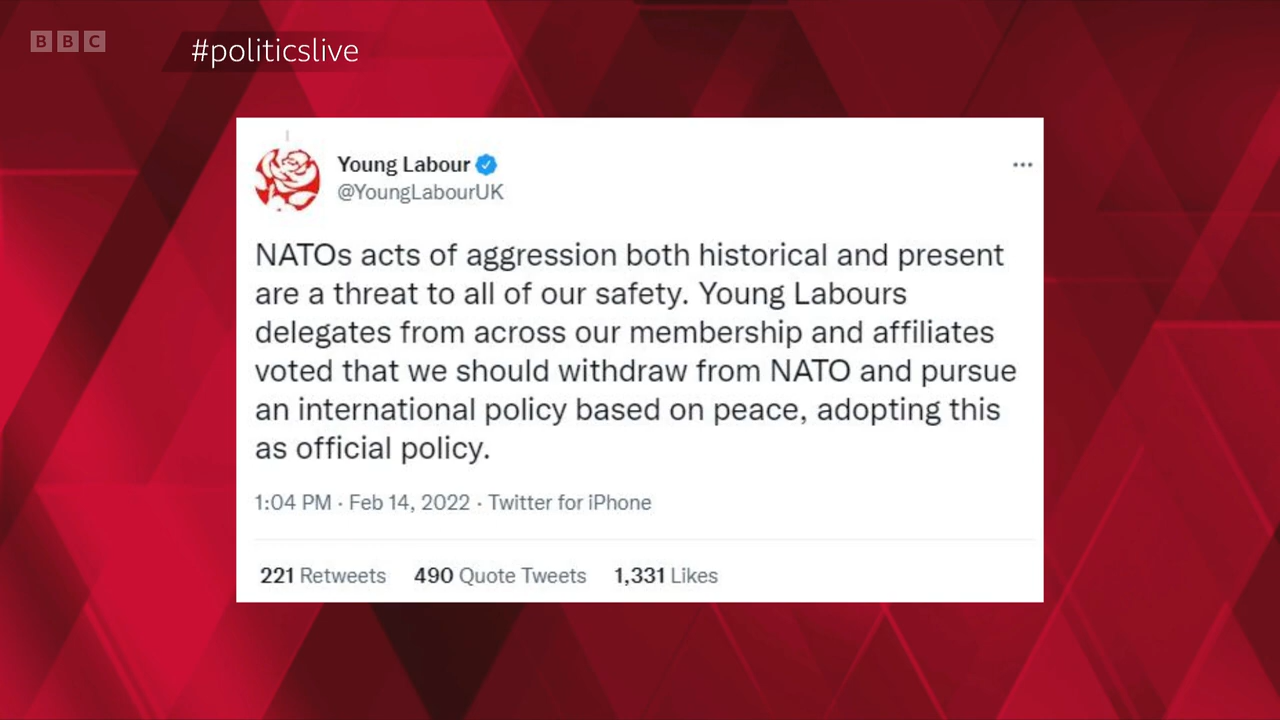 BBC
#politicslive
Young Labour
@YoungLabourUK
NATOs acts of aggression both historical and present
are a threat to all of our safety. Young Labours
delegates from across our membership and affiliates
voted that we should withdraw from NATO and pursue
an international policy based on peace, adopting this
as official policy.
1:04 PM · Feb 14, 2022 · Twitter for iPhone
221 Retweets 490 Quote Tweets 1,331 Likes